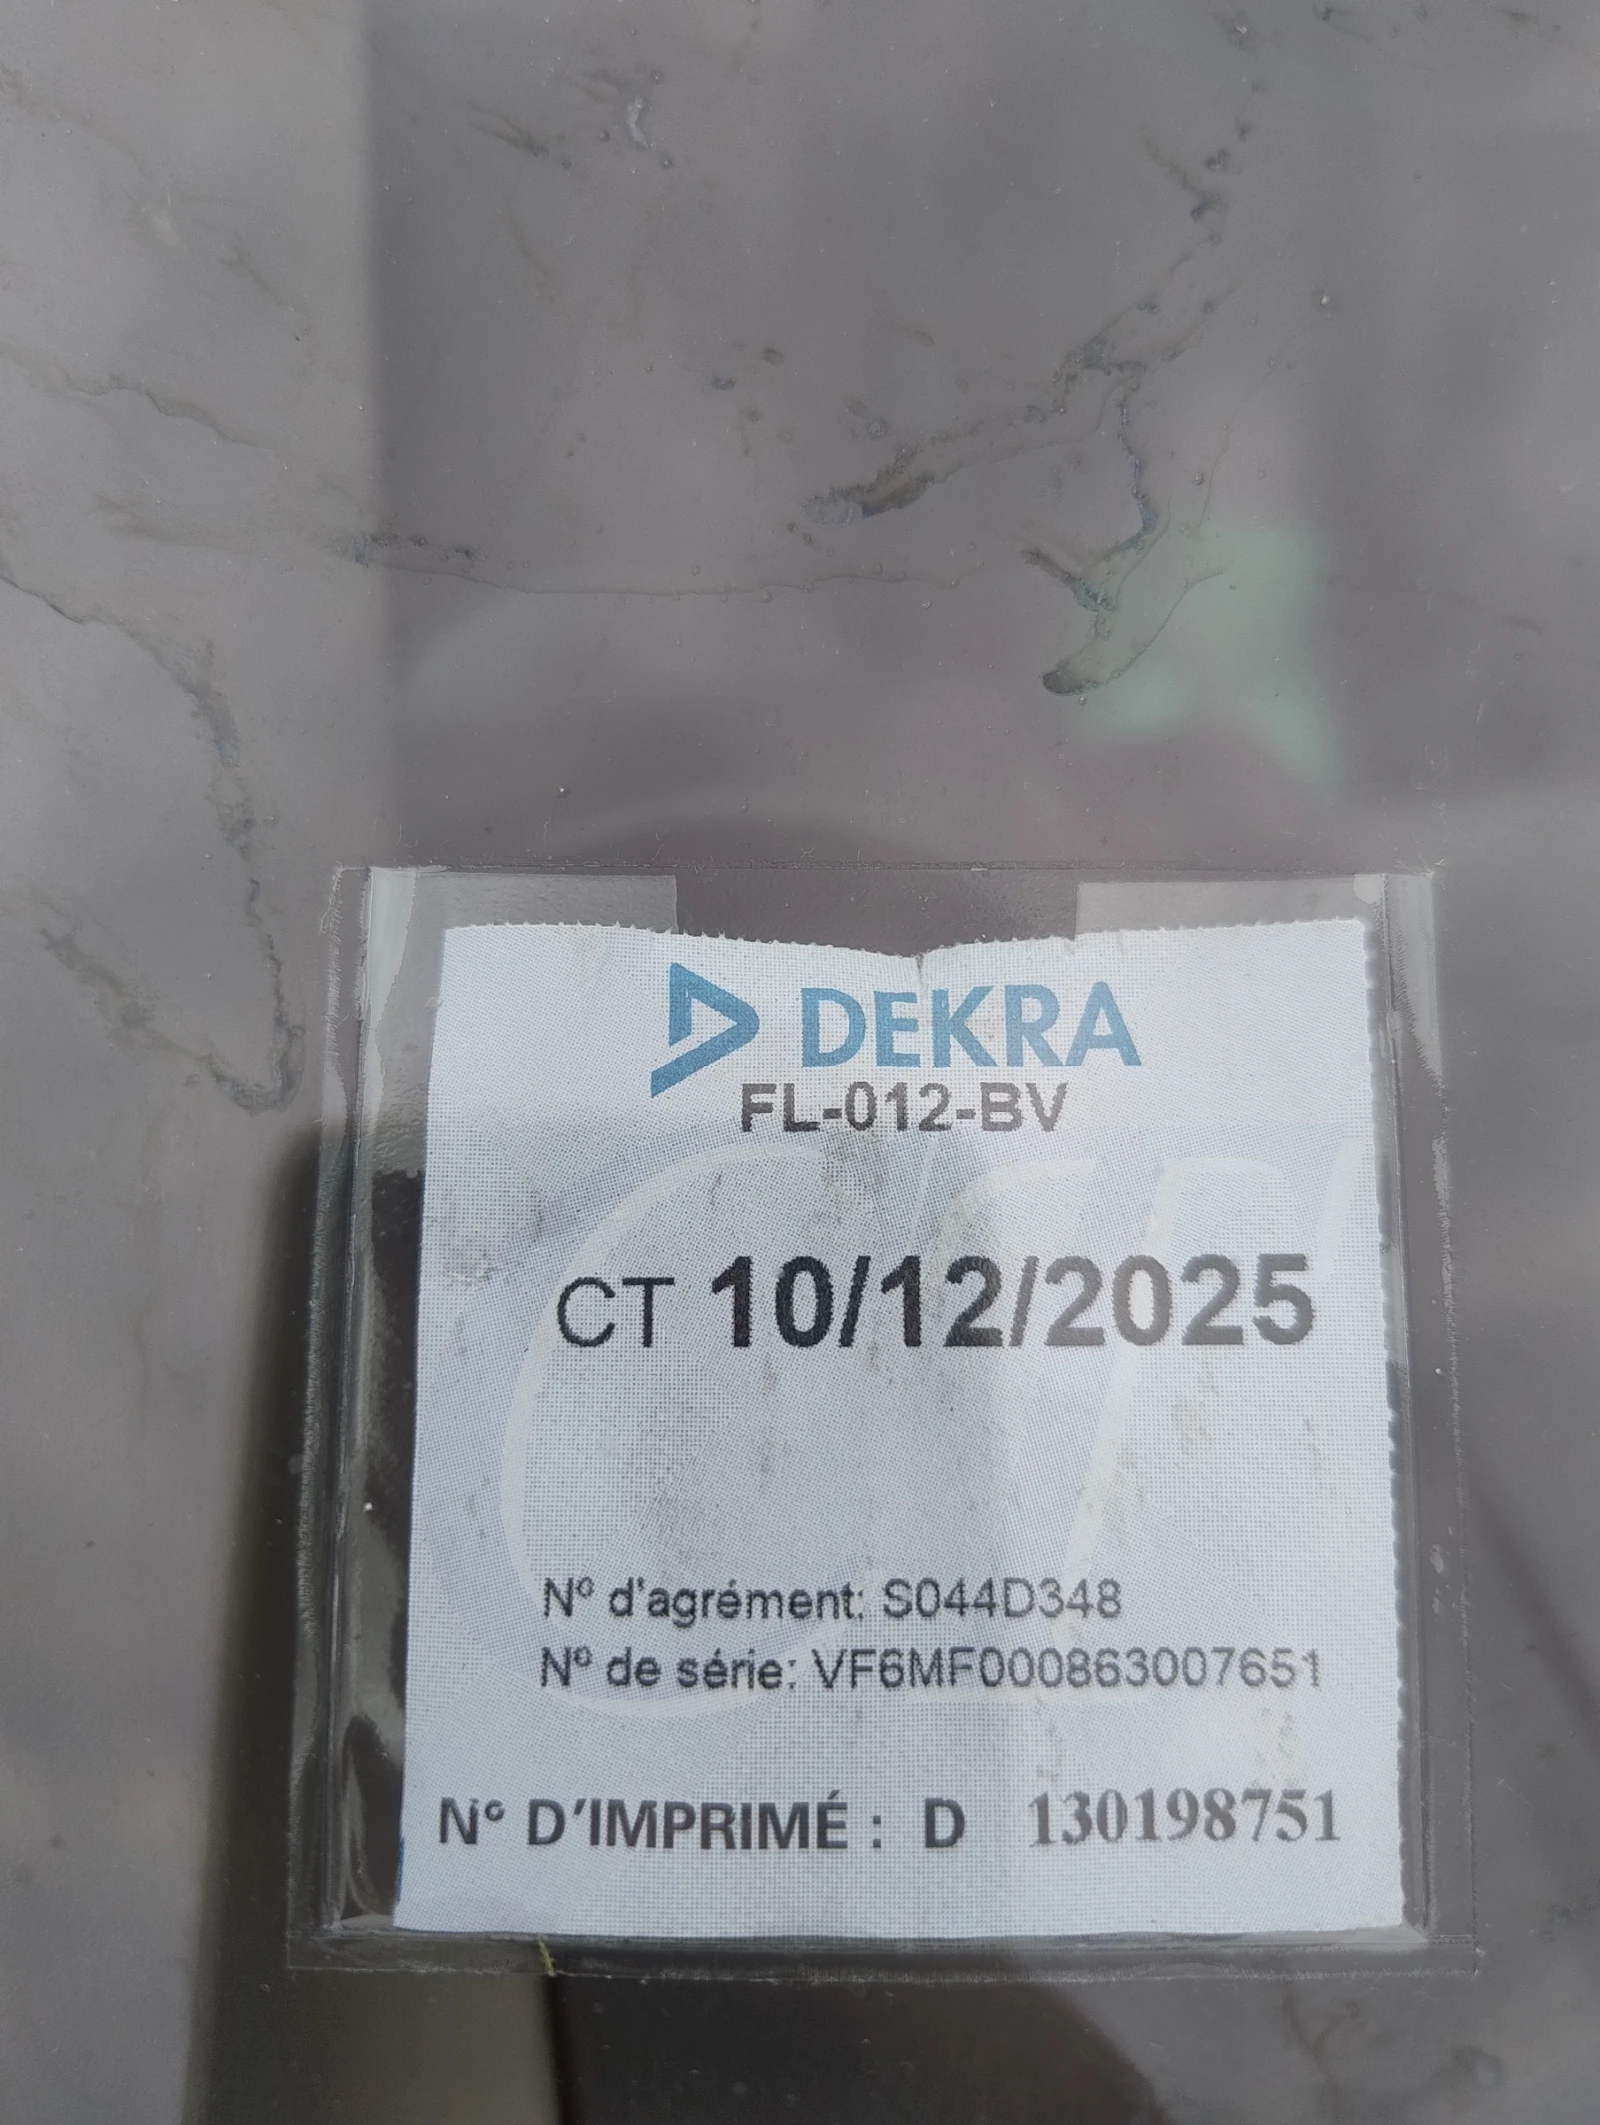 DEKRA
FL-012-BV
CT 10/12/2025
N° d'agrément: S044D348
N° de série: VF6MF000863007651
N° D'IMPRIMÉ : D 130198751